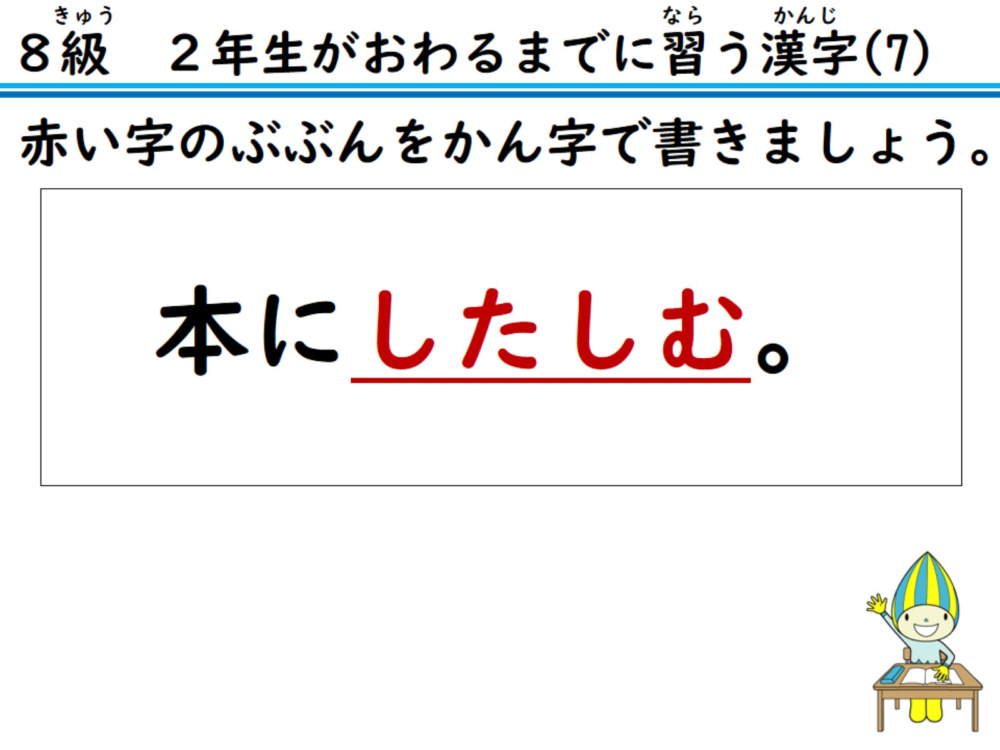 きゅう なら かんじ
８級　２年生がおわるまでに習う漢字(7)
赤い字のぶぶんをかん字で書きましょう。
本にしたしむ。